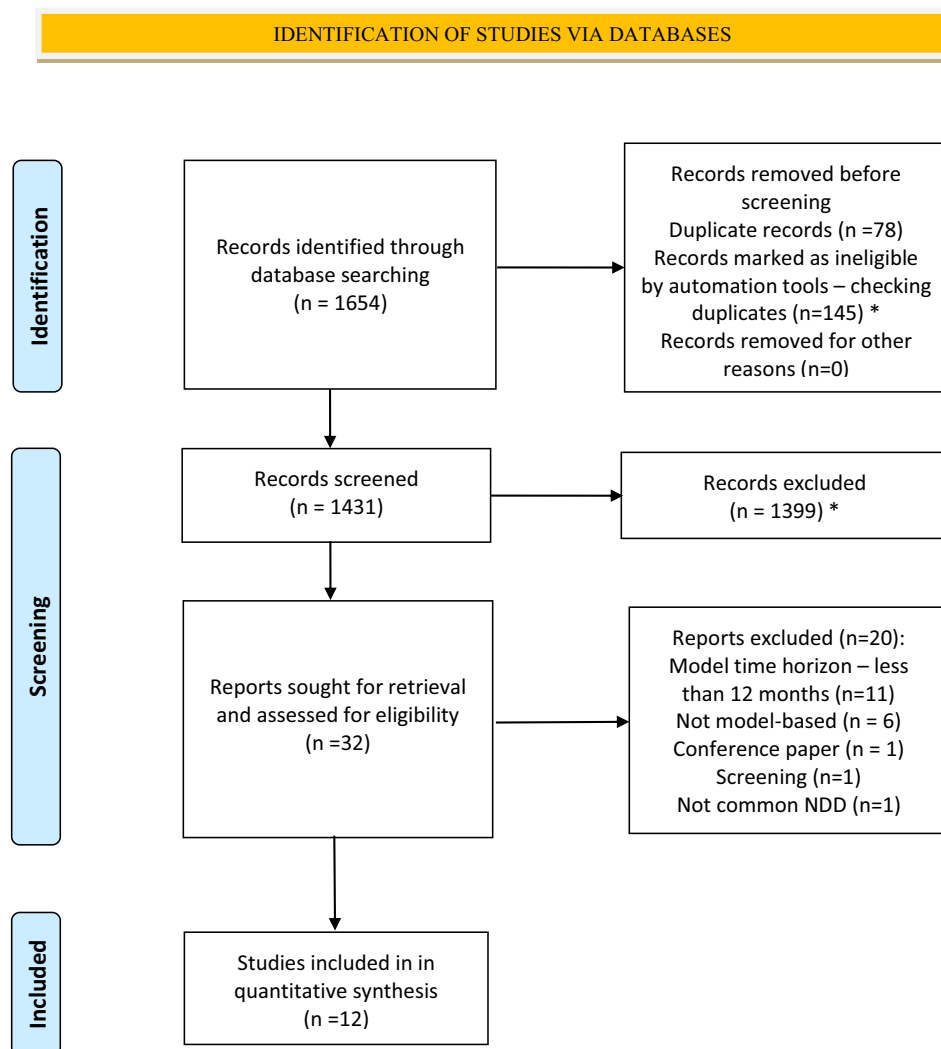 IDENTIFICATION OF STUDIES VIA DATABASES
Identification
Records identified through
database searching
(n = 1654)
Records removed before
screening
Duplicate records (n =78)
Records marked as ineligible
by automation tools – checking
duplicates (n=145) *
Records removed for other
reasons (n=0)
Screening
Records screened
(n = 1431)
Records excluded
(n = 1399) *
Reports sought for retrieval
and assessed for eligibility
(n =32)
Reports excluded (n=20):
Model time horizon – less
than 12 months (n=11)
Not model-based (n = 6)
Conference paper (n = 1)
Screening (n=1)
Not common NDD (n=1)
Included
Studies included in in
quantitative synthesis
(n =12)